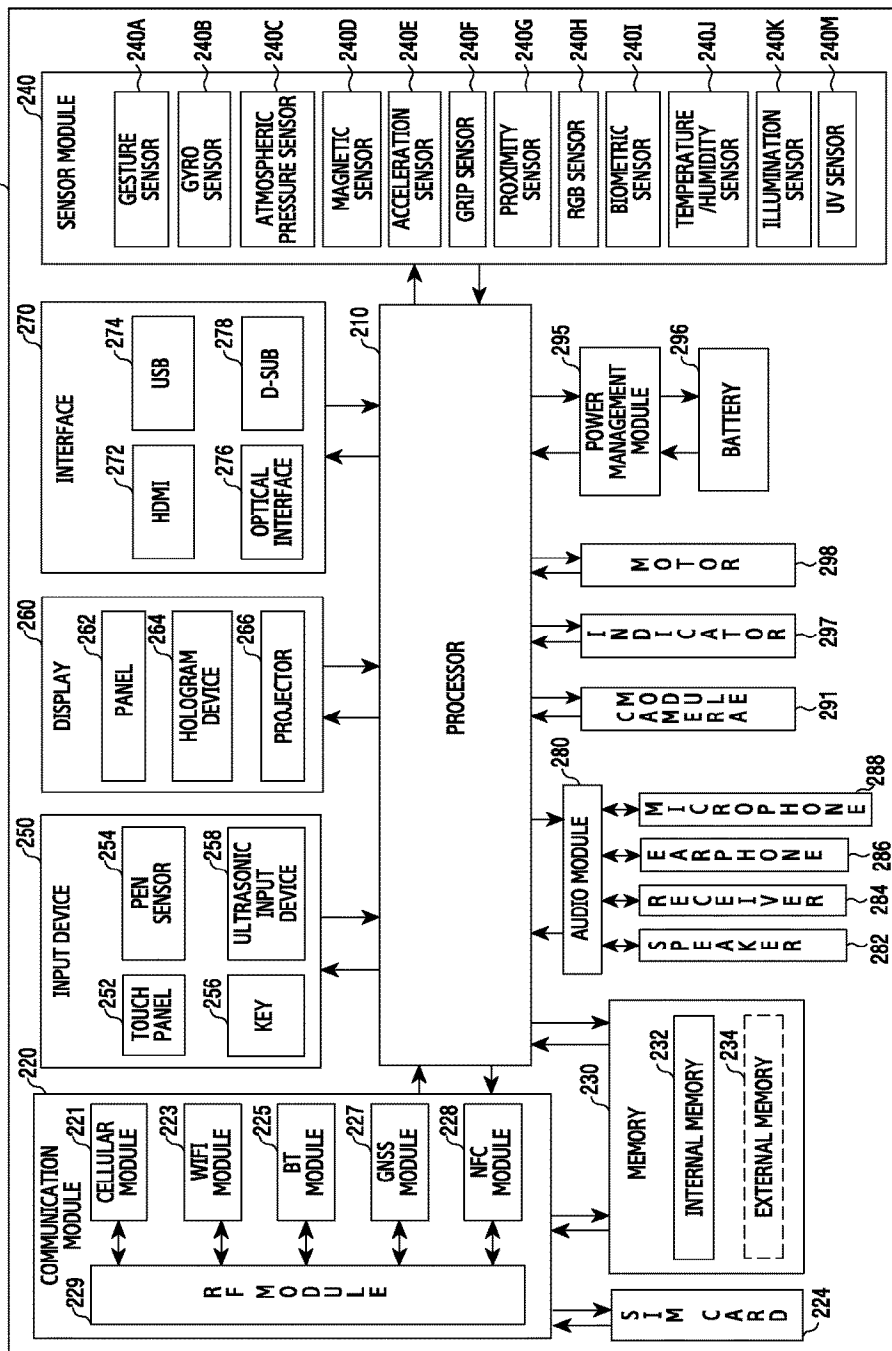 COMMUNICATION
MODULE
220
229
RF MODULE
221
CELLULAR
MODULE
223
WIFI
MODULE
225
BT
MODULE
227
GNSS
MODULE
228
NFC
MODULE
SIM CARD
224
INPUT DEVICE
250
252
TOUCH
PANEL
254
PEN
SENSOR
256
KEY
258
ULTRASONIC
INPUT
DEVICE
DISPLAY
260
262
PANEL
264
HOLOGRAM
DEVICE
266
PROJECTOR
INTERFACE
270
272
HDMI
274
USB
276
OPTICAL
INTERFACE
278
D-SUB
240
SENSOR MODULE
GESTURE
SENSOR
240A
GYRO
SENSOR
240B
ATMOSPHERIC
PRESSURE SENSOR
240C
MAGNETIC
SENSOR
240D
ACCELERATION
SENSOR
240E
GRIP SENSOR
240F
PROXIMITY
SENSOR
240G
RGB SENSOR
240H
BIOMETRIC
SENSOR
240I
TEMPERATURE
/HUMIDITY
SENSOR
240J
ILLUMINATION
SENSOR
240K
UV SENSOR
240M
PROCESSOR
210
230
MEMORY
232
INTERNAL MEMORY
234
EXTERNAL MEMORY
280
AUDIO MODULE
SPEAKER
282
RECEIVER
284
EARPHONE
286
MICROPHONE
288
CAMERA
MODULE
291
INDICATOR
297
MOTOR
298
295
POWER
MANAGEMENT
MODULE
296
BATTERY